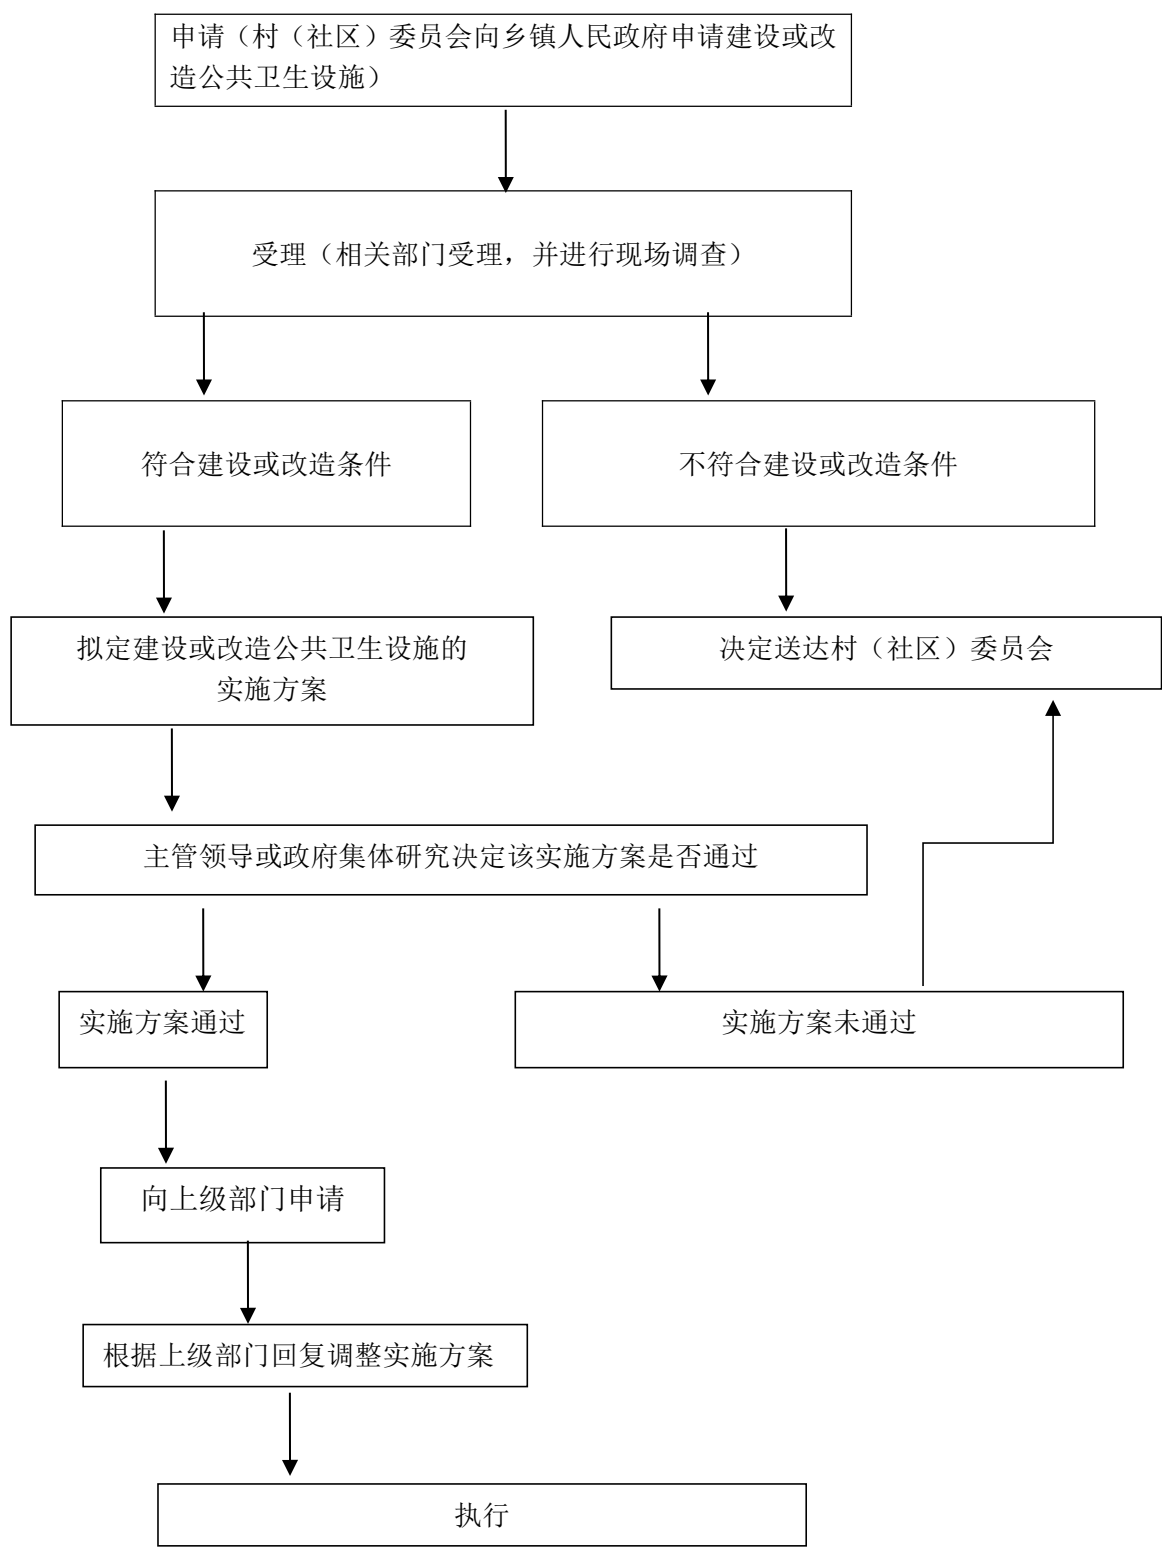 申请（村（社区）委员会向乡镇人民政府申请建设或改
造公共卫生设施）
受理（相关部门受理，并进行现场调查）
符合建设或改造条件
不符合建设或改造条件
拟定建设或改造公共卫生设施的
实施方案
决定送达村（社区）委员会
主管领导或政府集体研究决定该实施方案是否通过
实施方案通过
实施方案未通过
向上级部门申请
根据上级部门回复调整实施方案
执行